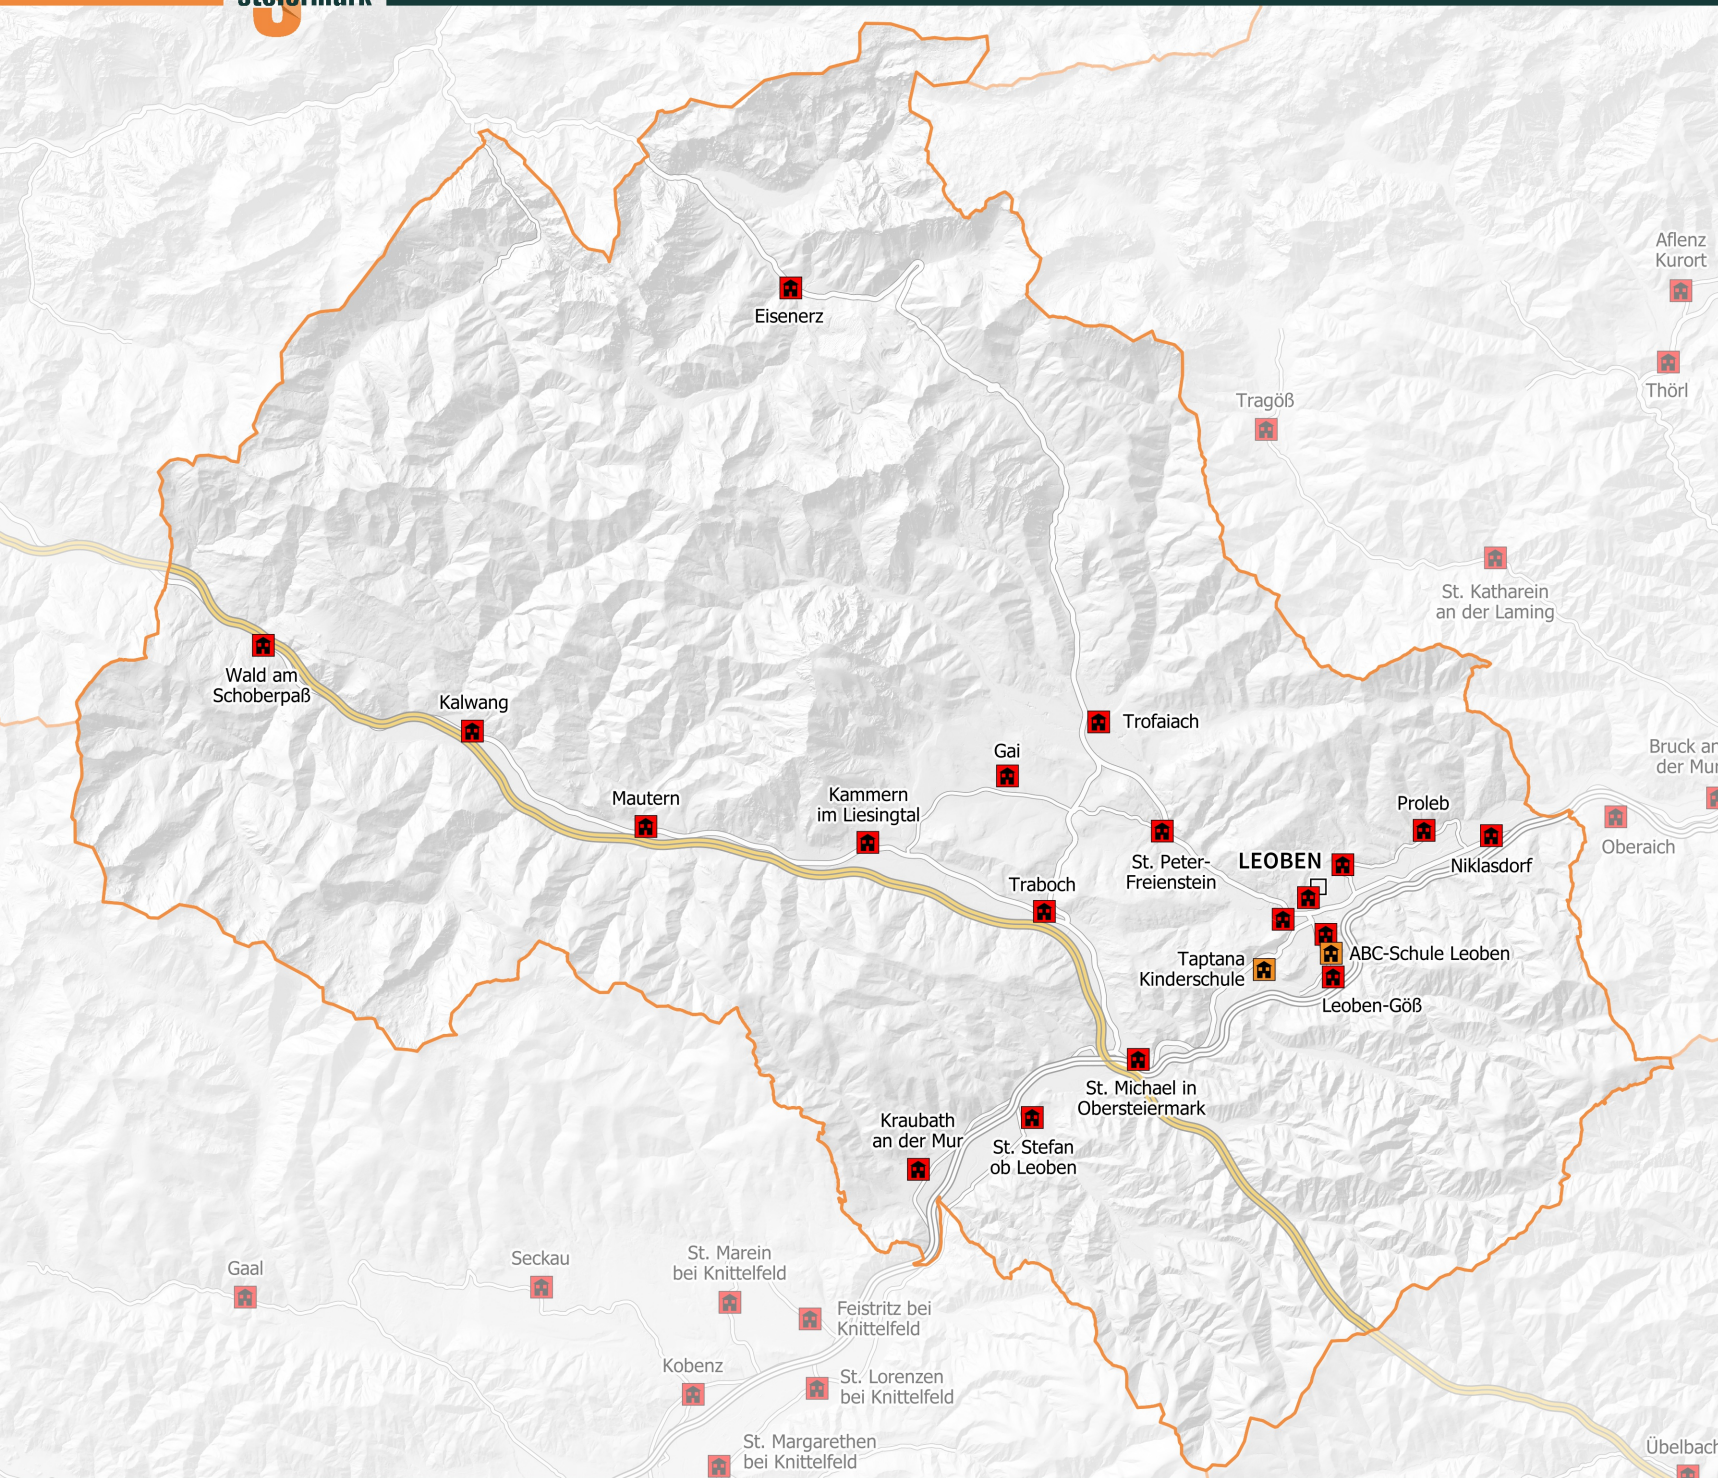 steiermark
Aflenz
Kurort
Eisenerz
Thörl
Tragöß
St. Katharein
an der Laming
Wald am
Schoberpaß
Kalwang
Trofaiach
Gai
Mautern
Kammern
im Liesingtal
Proleb
Oberaich
LEOBEN
St. Peter-
Freienstein
Niklasdorf
Traboch
ABC-Schule Leoben
Taptana
Kinderschule
Leoben-Göß
St. Michael in
Obersteiermark
Kraubath
an der Mur
St. Stefan
ob Leoben
Bruck an
der Mur
Gaal
Seckau
St. Marein
bei Knittelfeld
Feistritz bei
Knittelfeld
Kobenz
St. Lorenzen
bei Knittelfeld
St. Margarethen
bei Knittelfeld
Übelbach